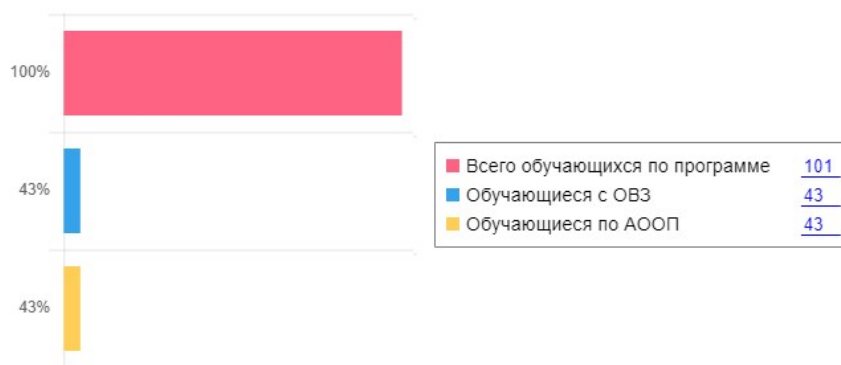 100%
43%
43%
Всего обучающихся по программе 101
Обучающиеся с ОВЗ 43
Обучающиеся по АООП 43